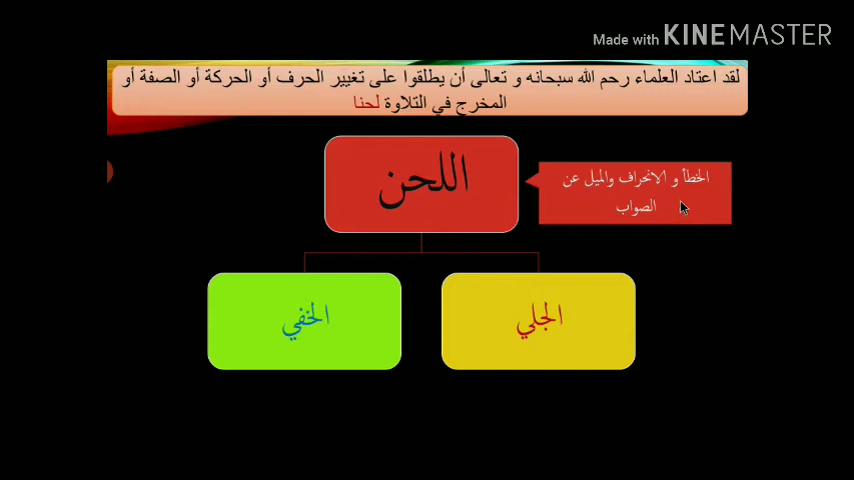 Made with KINEMASTER
لقد اعتاد العلماء رحم الله سبحانه و تعالى أن يطلقوا على تغيير الحرف أو الحركة أو الصفة أو
المخرج في التلاوة لحنا
اللحن
الخطأ و الانحراف والميل عن
الصواب
الجلي
الخفي